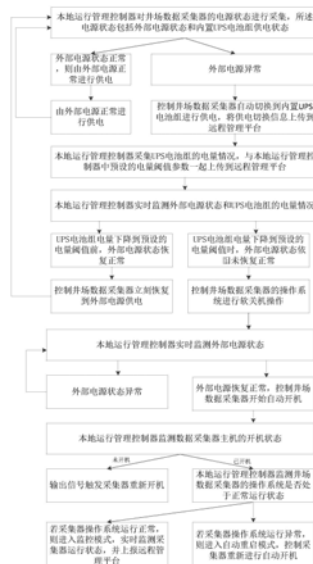 本地运行管理控制器对井场数据采集器的电源状态进行采集，所述
电源状态包括外部电源状态和内置UPS电池组供电状态
外部电源状态正常
，则由外部电源正
常进行供电
外部电源异常
由外部电源正常
进行供电
控制井场数据采集器自动切换到内置UPS
电池组进行供电，将供电切换信息上传到
远程管理平台
本地运行管理控制器采集UPS电池组的电量情况，与本地运行管理控
制器中预设的电量阈值参数一起上传到远程管理平台
本地运行管理控制器实时监测外部电源状态和UPS电池组的电量情况
UPS电池组电量下降到预设的
电量阈值前，外部电源状态恢
复正常
UPS电池组电量下降到预设的
电量阈值时，外部电源状态依
旧未恢复正常
控制井场数据采集器立刻恢复
到外部电源供电
控制井场数据采集器的操作系
统进行软关机操作
本地运行管理控制器实时监测外部电源状态
外部电源状态异常
外部电源恢复正常，控制井场
数据采集器开始自动开机
本地运行管理控制器监测数据采集器主机的开机状态
未开机
已开机
输出信号触发采集器重新开机
本地运行管理控制器监测井场
数据采集器的操作系统是否处
于正常运行状态
若采集器操作系统运行正常，
则进入监控模式，实时监测采
集器运行状态，并上报远程管
理平台
若采集器操作系统运行异常，
则进入自动重启模式，控制采
集器重新进行自动开机